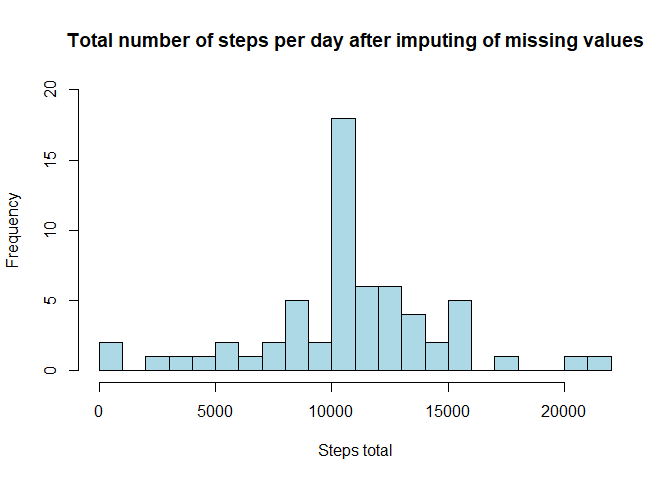 Total number of steps per day after imputing of missing values
20
15
10
5
0
Frequency
0 5000 10000 15000 20000
Steps total